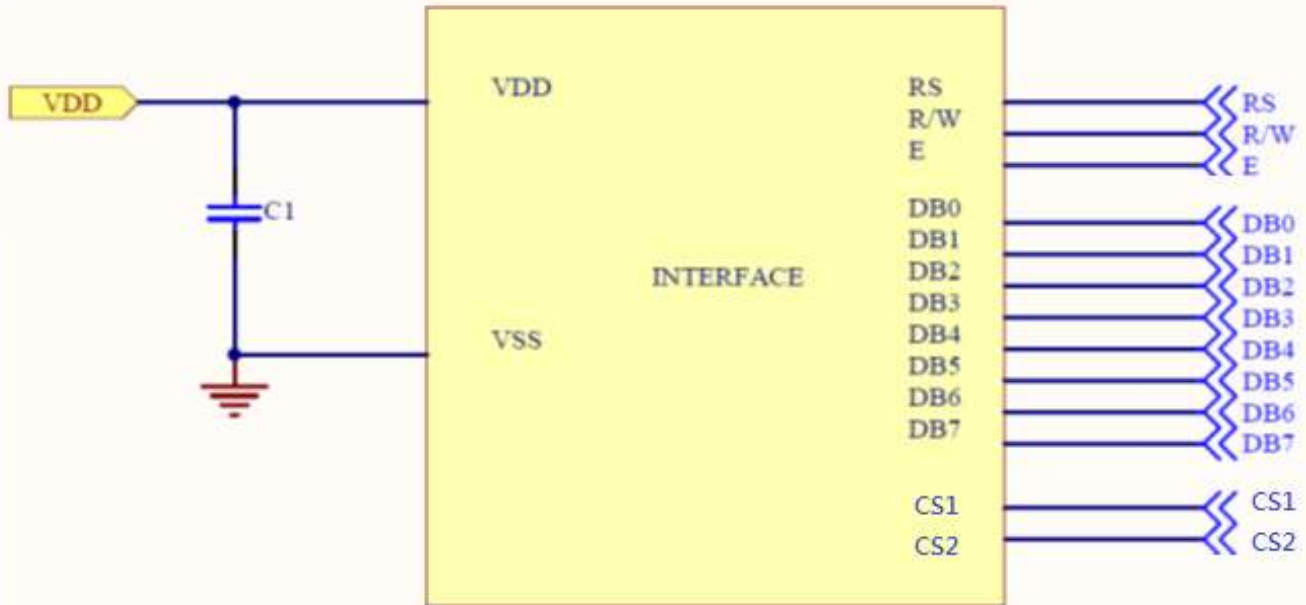 VDD
VDD
C1
VSS
INTERFACE
RS
R/W
E
DB0
DB1
DB2
DB3
DB4
DB5
DB6
DB7
CS1
CS2
RS
R/W
E
DB0
DB1
DB2
DB3
DB4
DB5
DB6
DB7
CS1
CS2